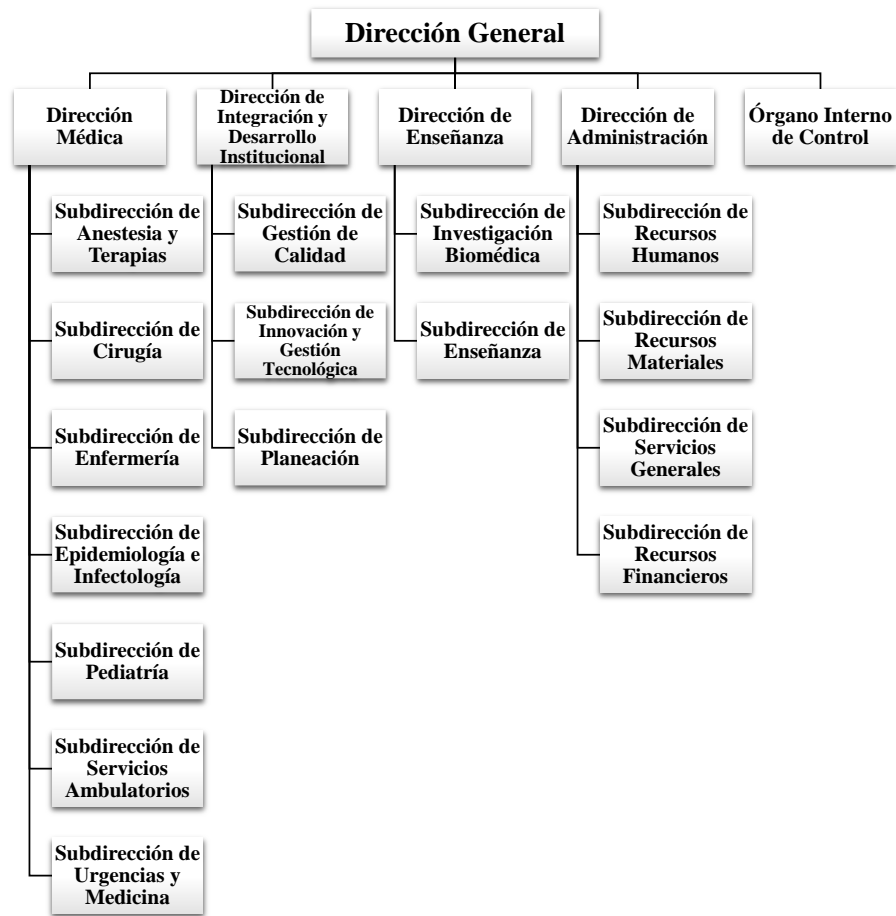 Dirección General
Dirección
Médica
Subdirección de
Anestesia y
Terapias
Subdirección de
Cirugía
Subdirección de
Enfermería
Subdirección de
Epidemiología e
Infectología
Subdirección de
Pediatría
Subdirección de
Servicios
Ambulatorios
Subdirección de
Urgencias y
Medicina
Dirección de
Integración y
Desarrollo
Institucional
Subdirección de
Gestión de
Calidad
Subdirección de
Innovación y
Gestión
Tecnológica
Subdirección de
Planeación
Dirección de
Enseñanza
Subdirección de
Investigación
Biomédica
Subdirección de
Enseñanza
Dirección de
Administración
Subdirección de
Recursos
Humanos
Subdirección de
Recursos
Materiales
Subdirección de
Servicios
Generales
Subdirección de
Recursos
Financieros
Órgano Interno
de Control